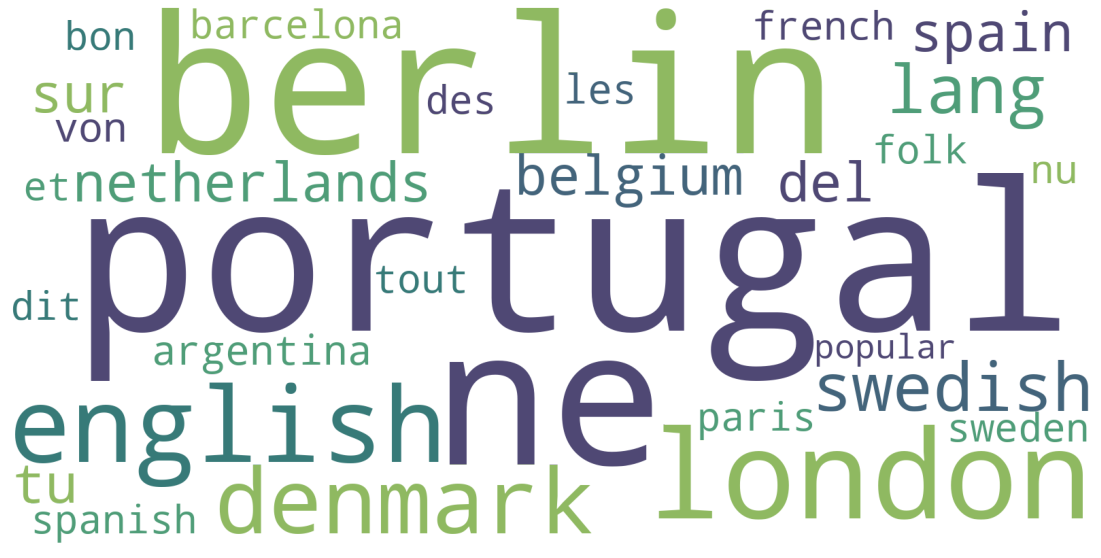 bon
barcelona
french
spain
berlin
sur
des
les
lang
von
folk
et
netherlands
belgium
del
nu
portugal
dit
tout
argentina
popular
ne
english
swedish
paris
sweden
tu
denmark
london
spanish